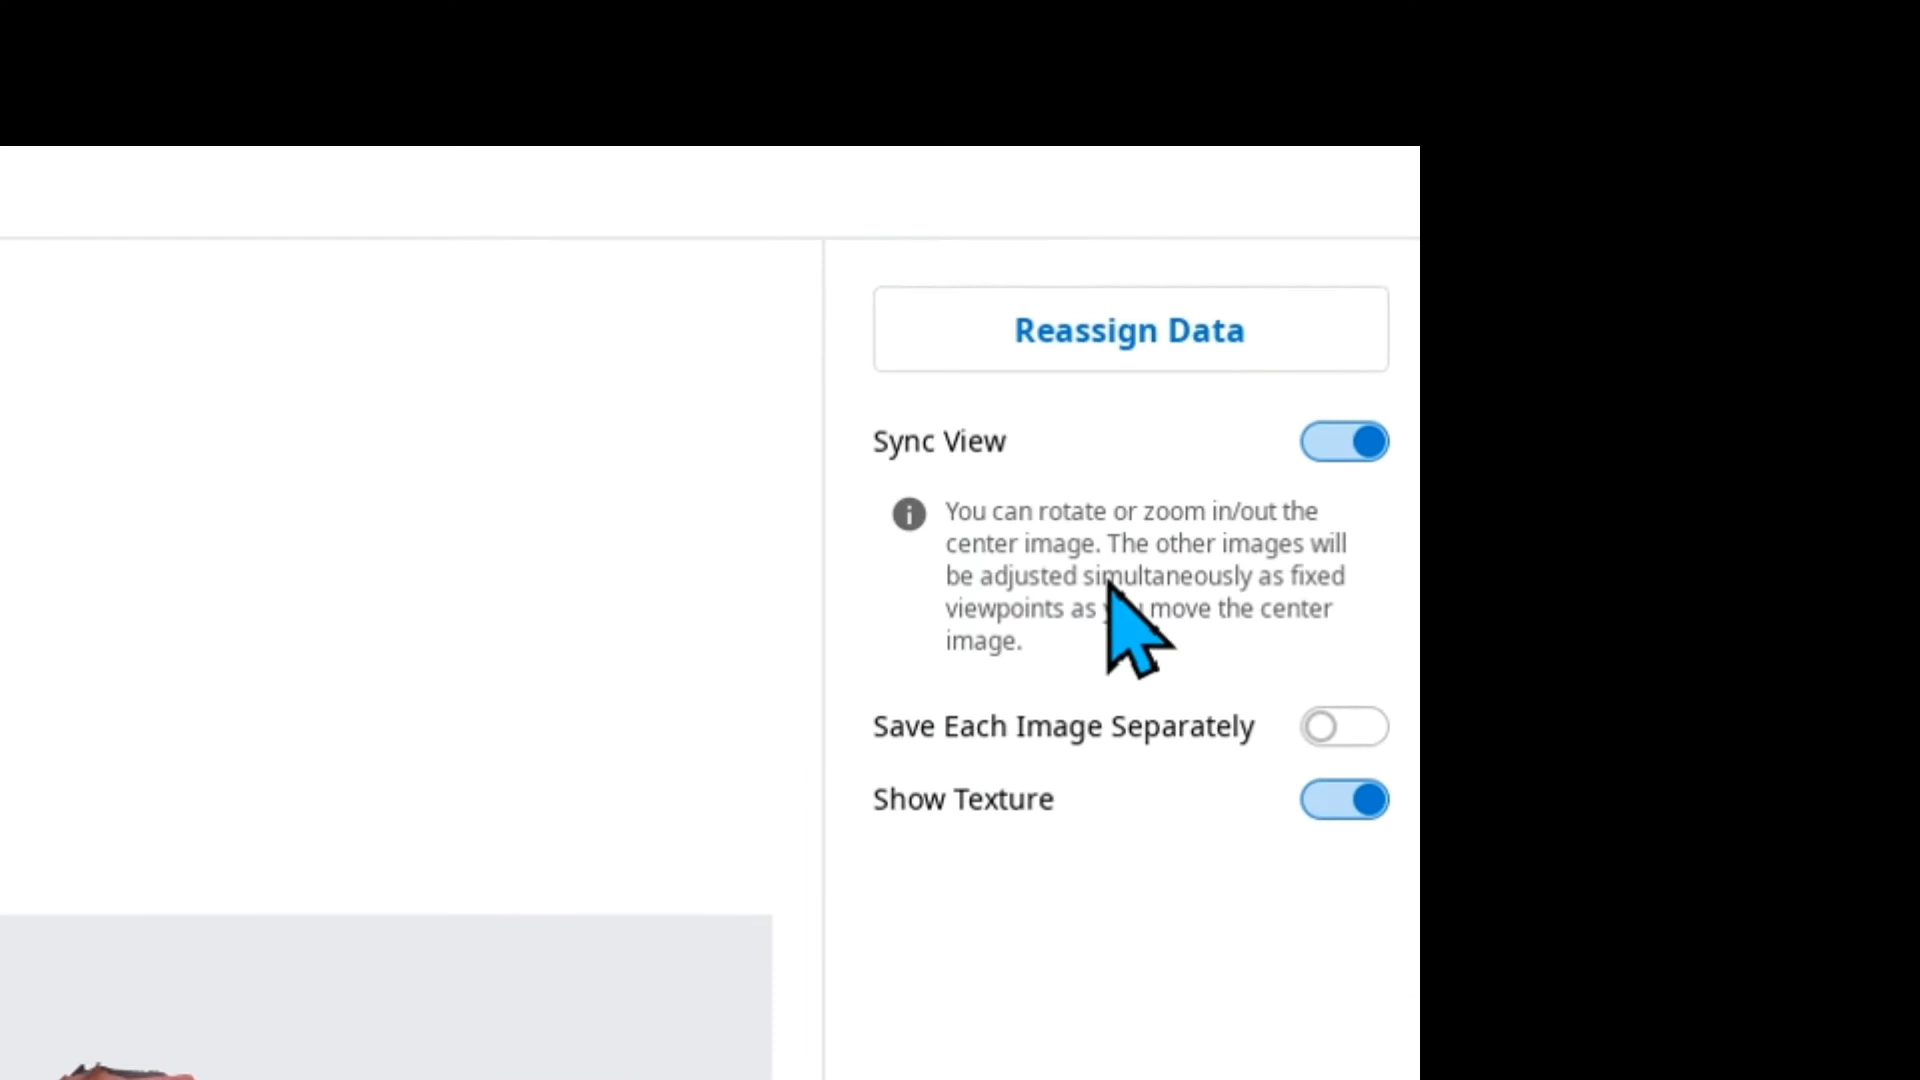 Reassign Data
Sync View
You can rotate or zoom in/out the
center image. The other images will
be adjusted simultaneously as fixed
viewpoints as you move the center
image.
Save Each Image Separately
Show Texture